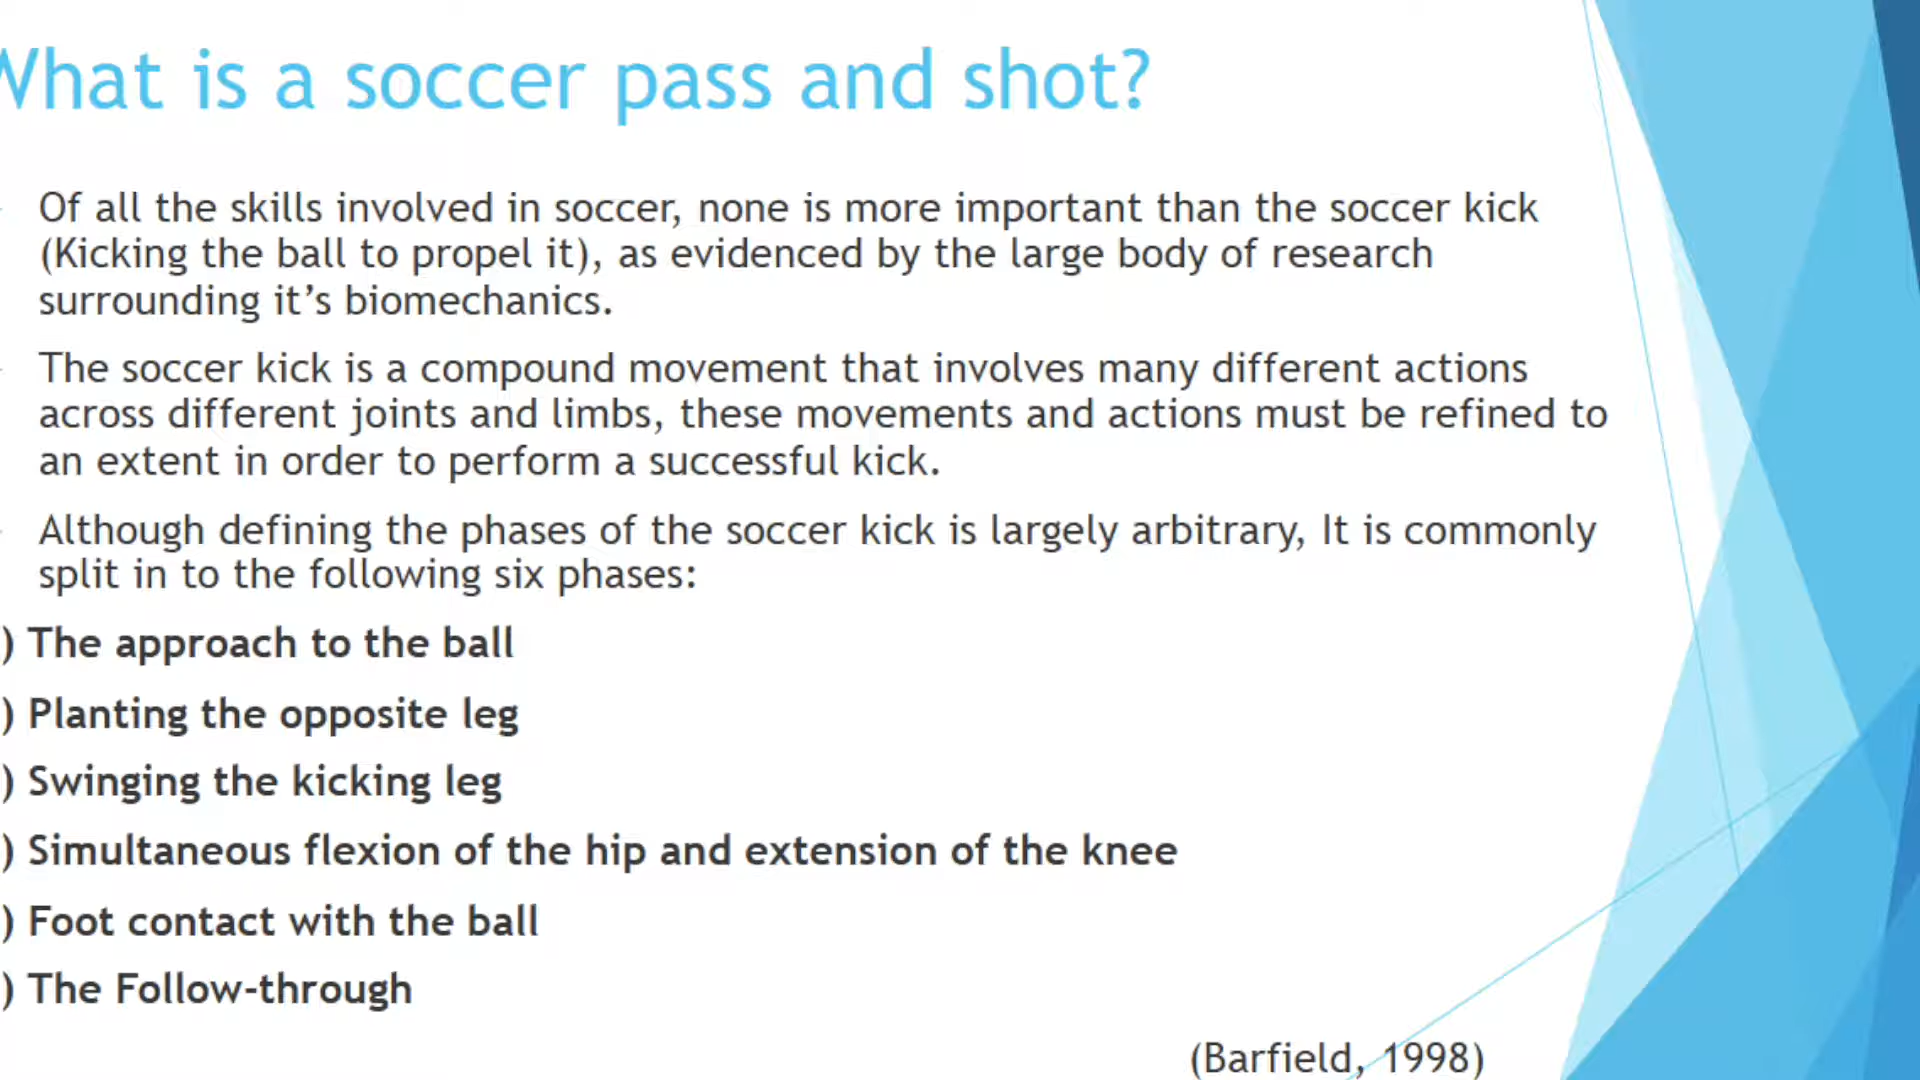 What is a soccer pass and shot?
Of all the skills involved in soccer, none is more important than the soccer kick
(Kicking the ball to propel it), as evidenced by the large body of research
surrounding it’s biomechanics.
The soccer kick is a compound movement that involves many different actions
across different joints and limbs, these movements and actions must be refined to
an extent in order to perform a successful kick.
Although defining the phases of the soccer kick is largely arbitrary, It is commonly
split in to the following six phases:
) The approach to the ball
) Planting the opposite leg
) Swinging the kicking leg
) Simultaneous flexion of the hip and extension of the knee
) Foot contact with the ball
) The Follow-through
(Barfield, 1998)